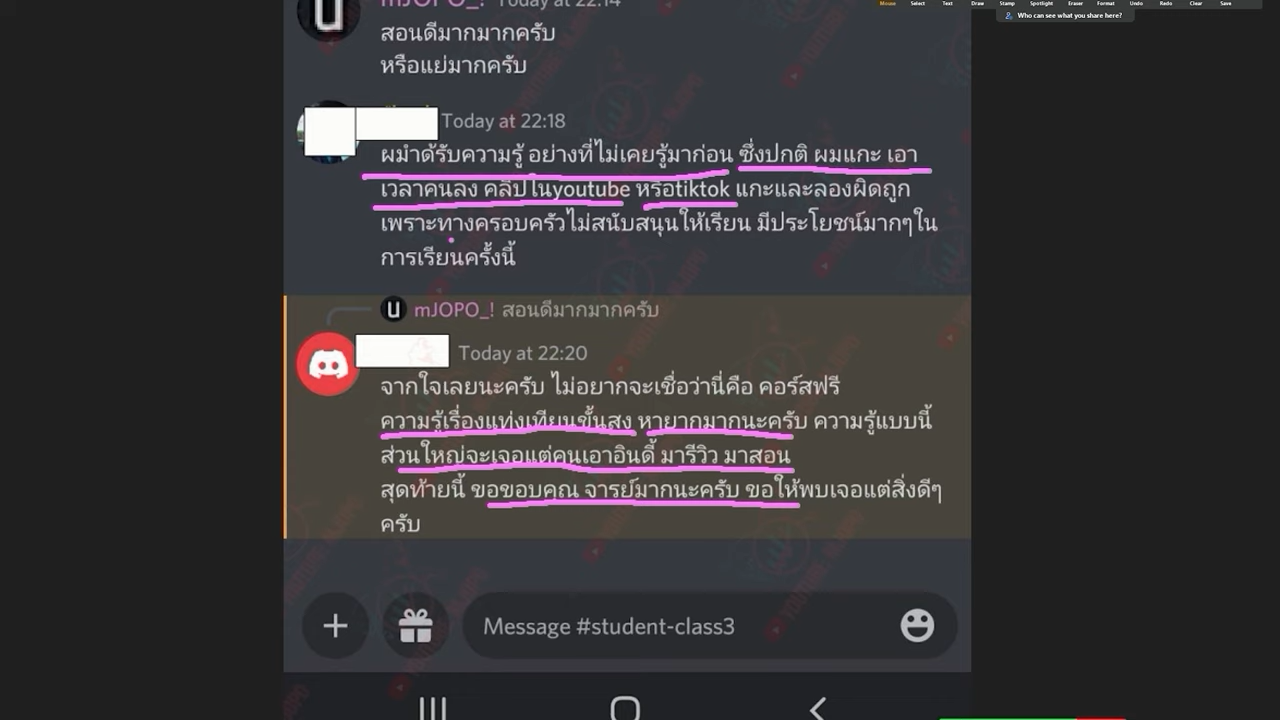 Mouse Select Text Draw Stamp Spotlight Eraser Format Undo Redo Clear Save
Who can see what you share here?
mJOPO_! Today at 22:14
สอนดีมากมากครับ
หรือแย่มากครับ
Today at 22:18
ผมำด้รับความรู้ อย่างที่ไม่เคยรู้มาก่อน ซึ่งปกติ ผมแกะ เอา
เวลาคนลง คลิปในyoutube หรือtiktok แกะและลองผิดถูก
เพราะทางครอบครัวไม่สนับสนุนให้เรียน มีประโยชน์มากๆใน
การเรียนครั้งนี้
mJOPO_! สอนดีมากมากครับ
Today at 22:20
จากใจเลยนะครับ ไม่อยากจะเชื่อว่านี่คือ คอร์สฟรี
ความรู้เรื่องแท่งเทียนขั้นสูง หายากมากนะครับ ความรู้แบบนี้
ส่วนใหญ่จะเจอแต่คนเอาอินดี้ มารีวิว มาสอน
สุดท้ายนี้ ขอขอบคุณ จารย์มากนะครับ ขอให้พบเจอแต่สิ่งดีๆ
ครับ
Message #student-class3